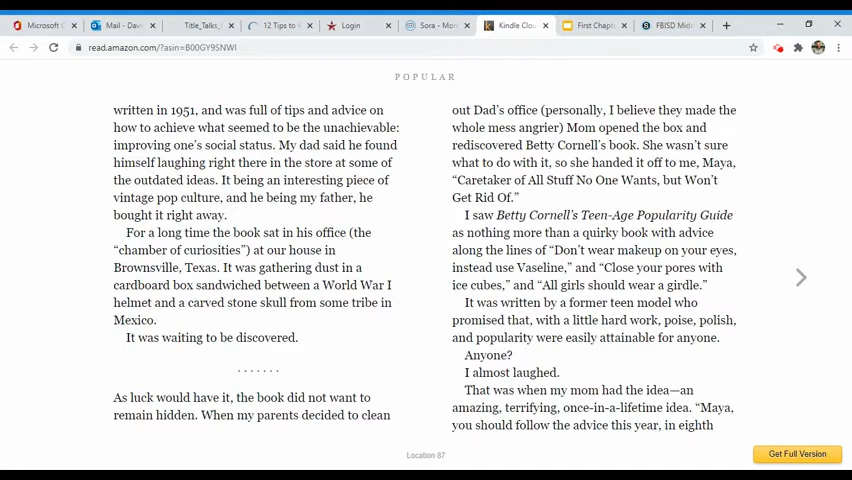 Microsoft O
Mail - Dave
Title_Talks_
12 Tips to
Login
Sora - More
Kindle Clou
First Chapte
FBISD Midd
read.amazon.com/?asin=B00GY9SNWI
POPULAR
written in 1951, and was full of tips and advice on
how to achieve what seemed to be the unachievable:
improving one's social status. My dad said he found
himself laughing right there in the store at some of
the outdated ideas. It being an interesting piece of
vintage pop culture, and he being my father, he
bought it right away.
For a long time the book sat in his office (the
“chamber of curiosities”) at our house in
Brownsville, Texas. It was gathering dust in a
cardboard box sandwiched between a World War I
helmet and a carved stone skull from some tribe in
Mexico.
It was waiting to be discovered.
.......
As luck would have it, the book did not want to
remain hidden. When my parents decided to clean
out Dad’s office (personally, I believe they made the
whole mess angrier) Mom opened the box and
rediscovered Betty Cornell’s book. She wasn’t sure
what to do with it, so she handed it off to me, Maya,
“Caretaker of All Stuff No One Wants, but Won’t
Get Rid Of.”
I saw Betty Cornell’s Teen-Age Popularity Guide
as nothing more than a quirky book with advice
along the lines of “Don’t wear makeup on your eyes,
instead use Vaseline,” and “Close your pores with
ice cubes,” and “All girls should wear a girdle.”
It was written by a former teen model who
promised that, with a little hard work, poise, polish,
and popularity were easily attainable for anyone.
Anyone?
I almost laughed.
That was when my mom had the idea—an
amazing, terrifying, once-in-a-lifetime idea. “Maya,
you should follow the advice this year, in eighth
Location 87
Get Full Version